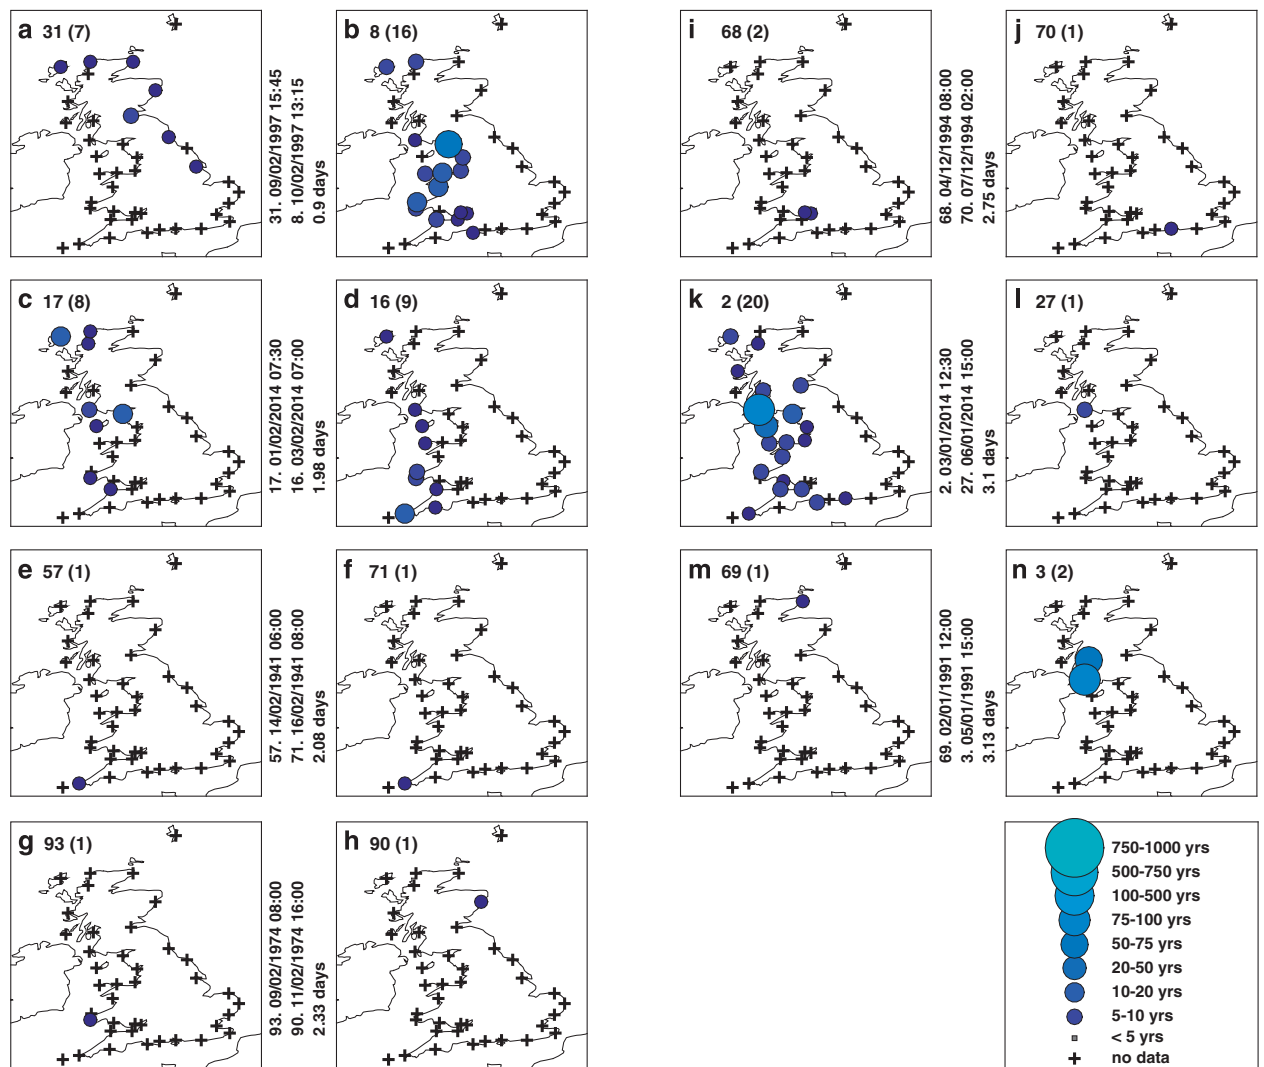 a 31 (7)
31. 09/02/1997 15:45
8. 10/02/1997 13:15
0.9 days
b 8 (16)
i 68 (2)
68. 04/12/1994 08:00
70. 07/12/1994 02:00
2.75 days
j 70 (1)
c 17 (8)
17. 01/02/2014 07:30
16. 03/02/2014 07:00
1.98 days
d 16 (9)
k 2 (20)
2. 03/01/2014 12:30
27. 06/01/2014 15:00
3.1 days
l 27 (1)
e 57 (1)
57. 14/02/1941 06:00
71. 16/02/1941 08:00
2.08 days
f 71 (1)
m 69 (1)
69. 02/01/1991 12:00
3. 05/01/1991 15:00
3.13 days
n 3 (2)
g 93 (1)
93. 09/02/1974 08:00
90. 11/02/1974 16:00
2.33 days
h 90 (1)
750-1000 yrs
500-750 yrs
100-500 yrs
75-100 yrs
50-75 yrs
20-50 yrs
10-20 yrs
5-10 yrs
< 5 yrs
no data